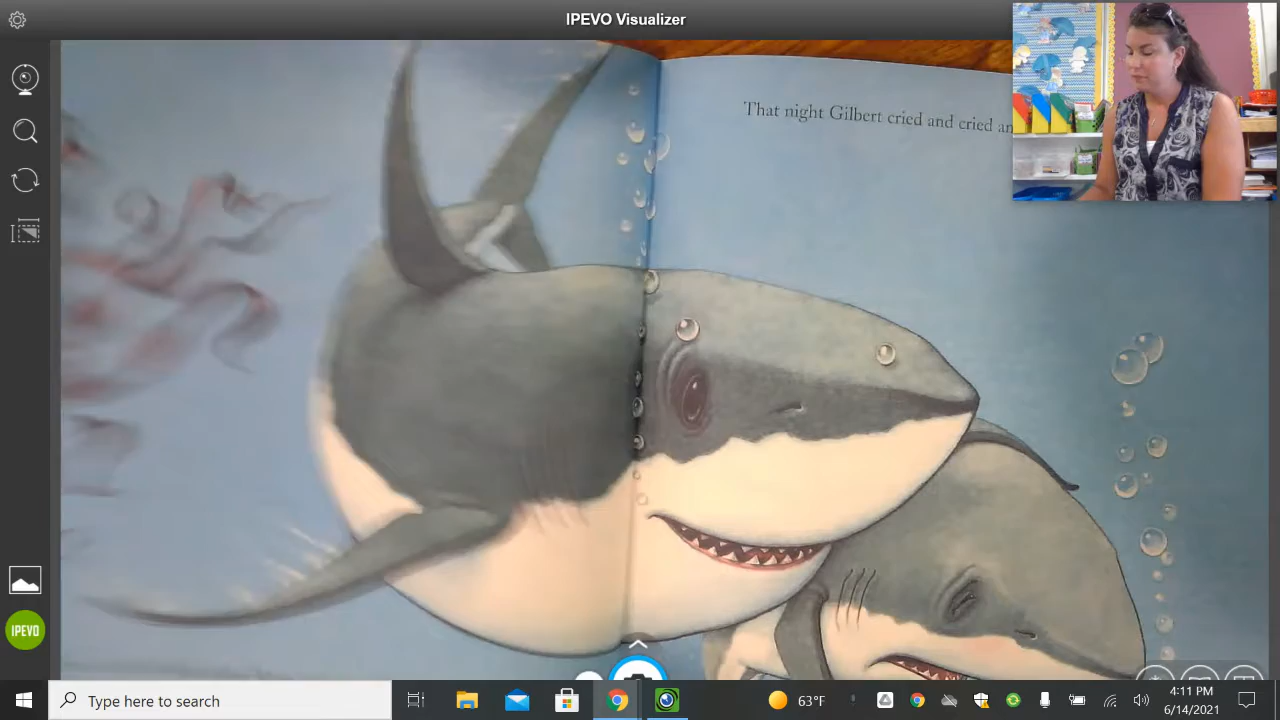 IPEVO Visualizer
That night Gilbert cried and cried
IPEVO
Type here to search
63°F
4:11 PM
6/14/2021